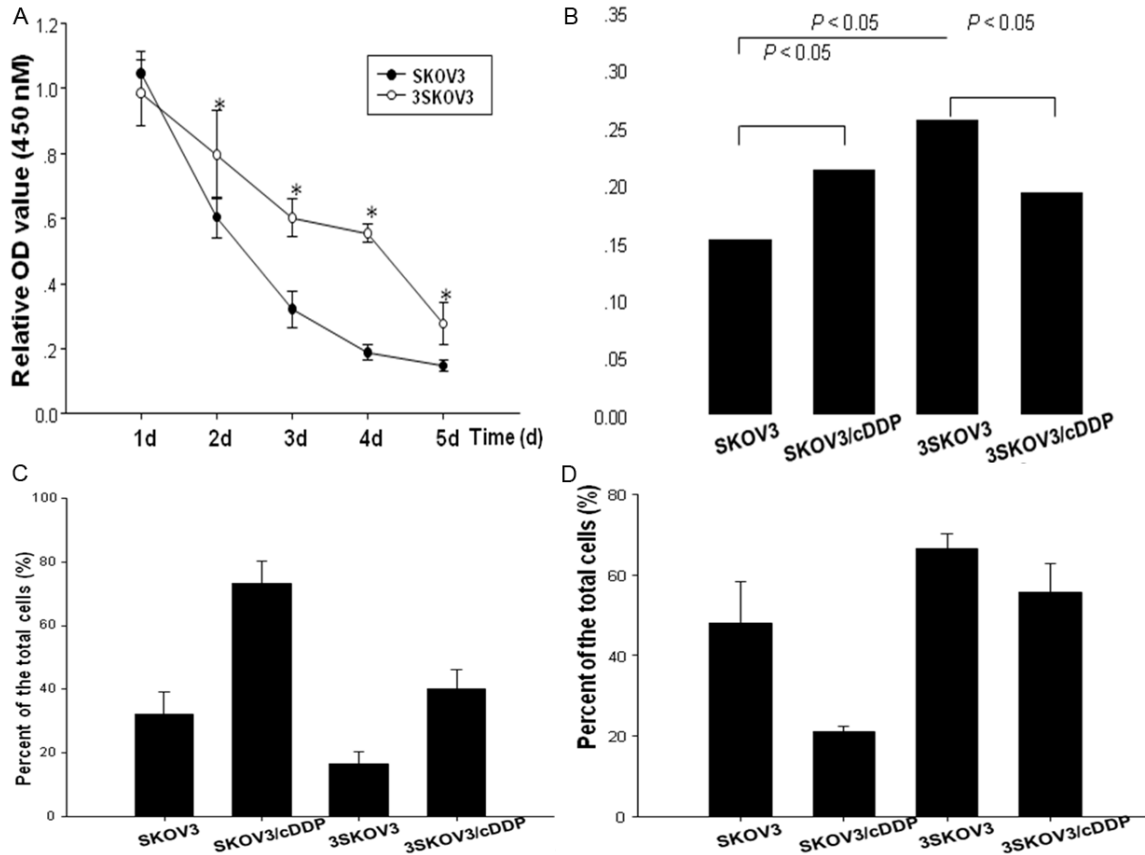 A
Relative OD value (450 nM)
1.2
1.0
.8
.6
.4
.2
0.0
SKOV3
3SKOV3
*
*
*
*
1d 2d 3d 4d 5d Time (d)
B
.35
.30
.25
.20
.15
.10
.05
0.00
P < 0.05
P < 0.05
P < 0.05
SKOV3 SKOV3/cDDP 3SKOV3 3SKOV3/cDDP
C
Percent of the total cells (%)
100
80
60
40
20
0
SKOV3 SKOV3/cDDP 3SKOV3 3SKOV3/cDDP
D
Percent of the total cells (%)
80
60
40
20
0
SKOV3 SKOV3/cDDP 3SKOV3 3SKOV3/cDDP